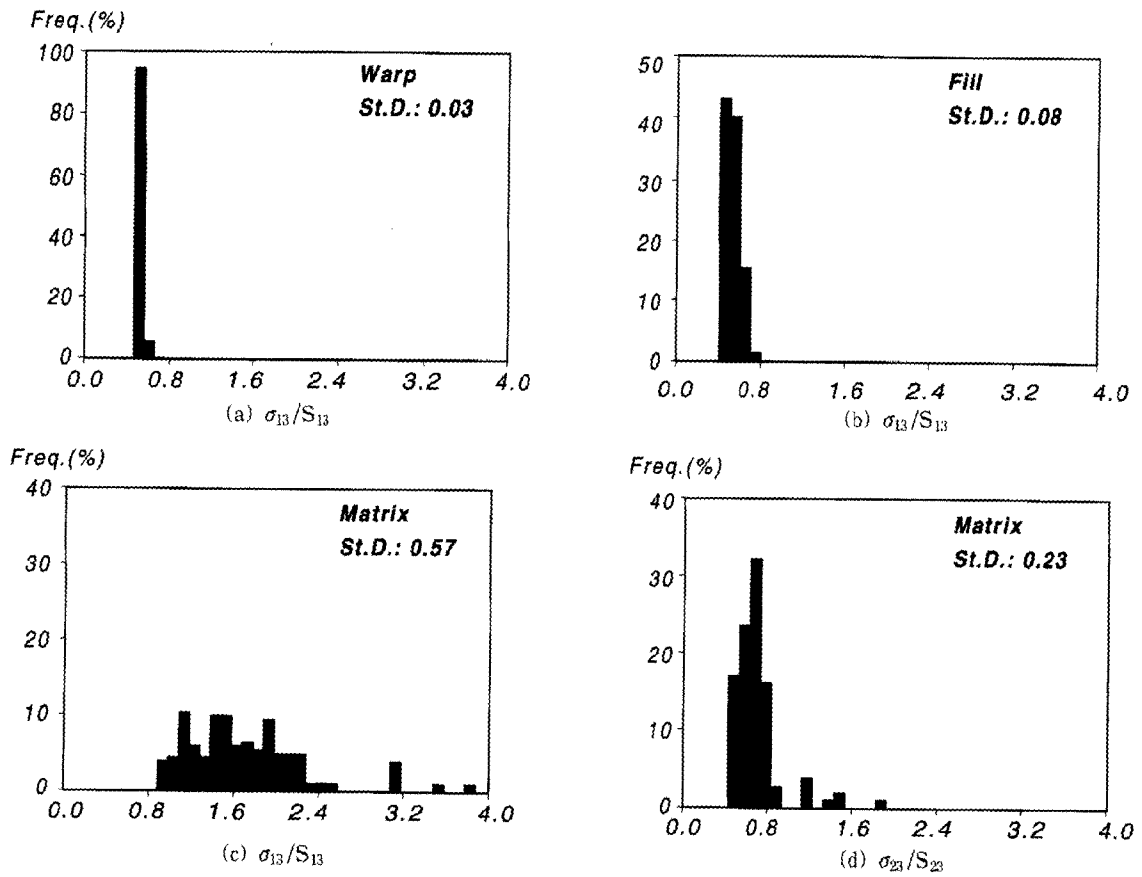 Freq.(%)
100
80
60
40
20
0
Warp
St.D.: 0.03
0.0 0.8 1.6 2.4 3.2 4.0
(a) σ13/S13
50
40
30
20
10
0
Fill
St.D.: 0.08
0.0 0.8 1.6 2.4 3.2 4.0
(b) σ13/S13
Freq.(%)
40
30
20
10
0
Matrix
St.D.: 0.57
0.0 0.8 1.6 2.4 3.2 4.0
(c) σ13/S13
Freq.(%)
40
30
20
10
0
Matrix
St.D.: 0.23
0.0 0.8 1.6 2.4 3.2 4.0
(d) σ23/S23